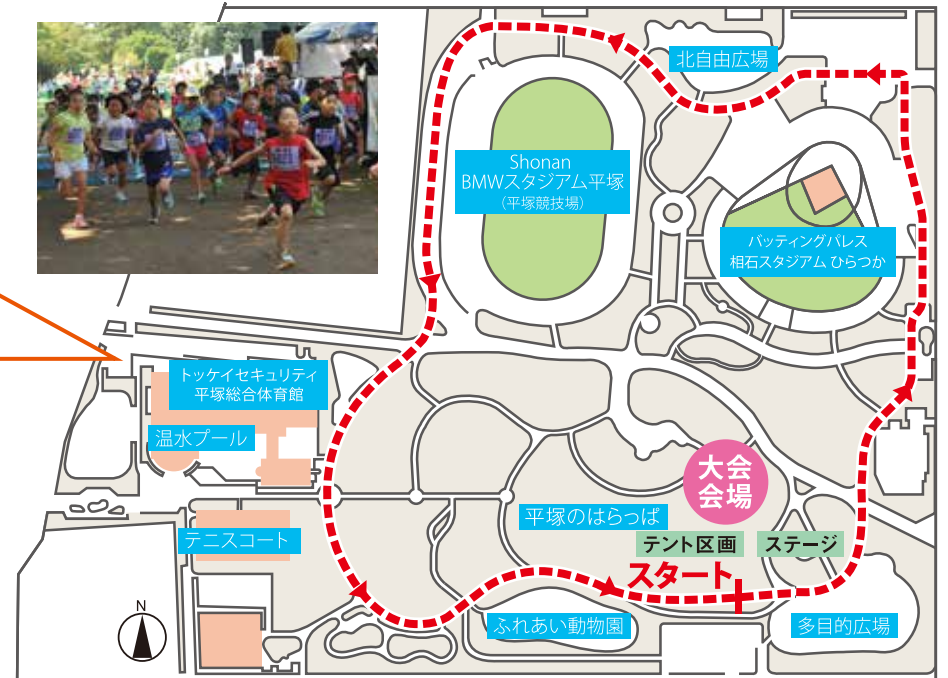 北自由広場
Shonan
BMWスタジアム平塚
(平塚競技場)
バッティングパレス
相石スタジアム ひらつか
トッケイセキュリティ
平塚総合体育館
温水プール
大会
会場
平塚のはらっぱ
テニスコート
テント区画
ステージ
スタート
ふれあい動物園
多目的広場
N